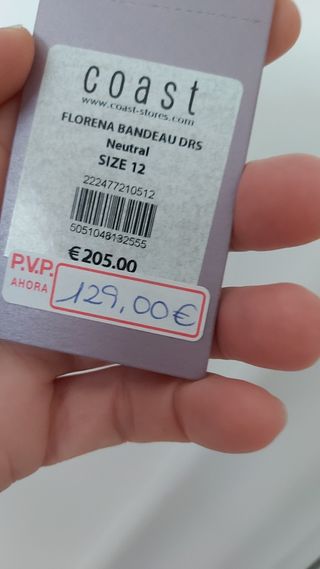 coast
www.coast-stores.com
FLORENA BANDEAU DRS
Neutral
SIZE 12
222477210512
5051048132555
€205.00
P.V.P.
AHORA
129,00€